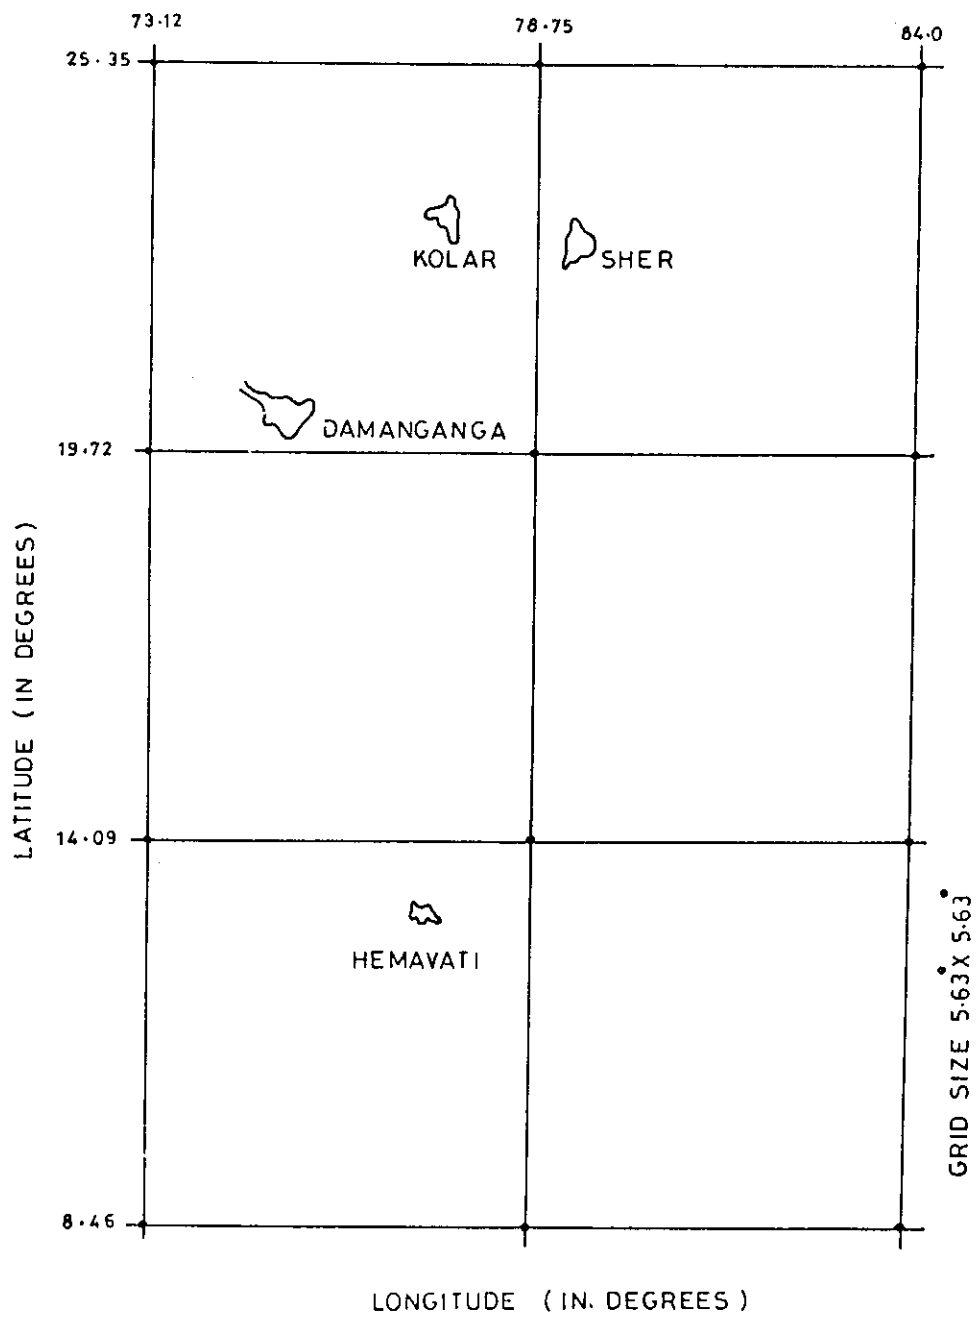 73.12 78.75 84.0
25.35
KOLAR SHER
DAMANGANGA
19.72
LATITUDE (IN DEGREES)
14.09
HEMAVATI
GRID SIZE 5.63° X 5.63°
8.46
LONGITUDE (IN. DEGREES)